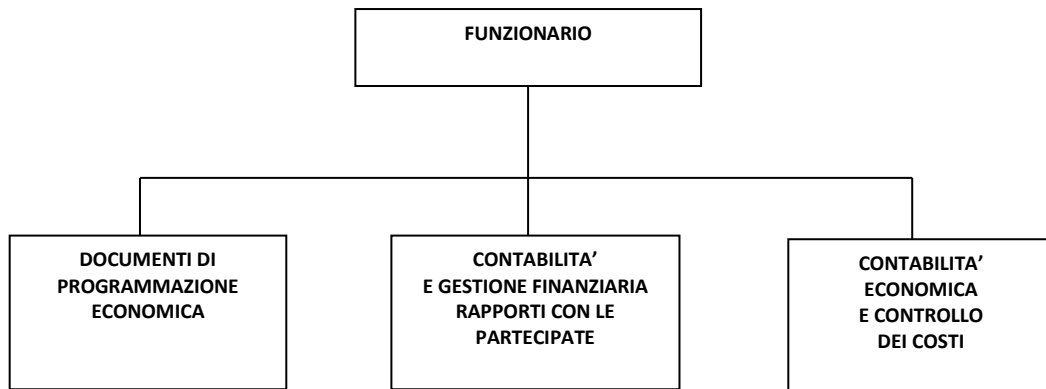 FUNZIONARIO
DOCUMENTI DI
PROGRAMMAZIONE
ECONOMICA
CONTABILITA’
E GESTIONE FINANZIARIA
RAPPORTI CON LE
PARTECIPATE
CONTABILITA’
ECONOMICA
E CONTROLLO
DEI COSTI